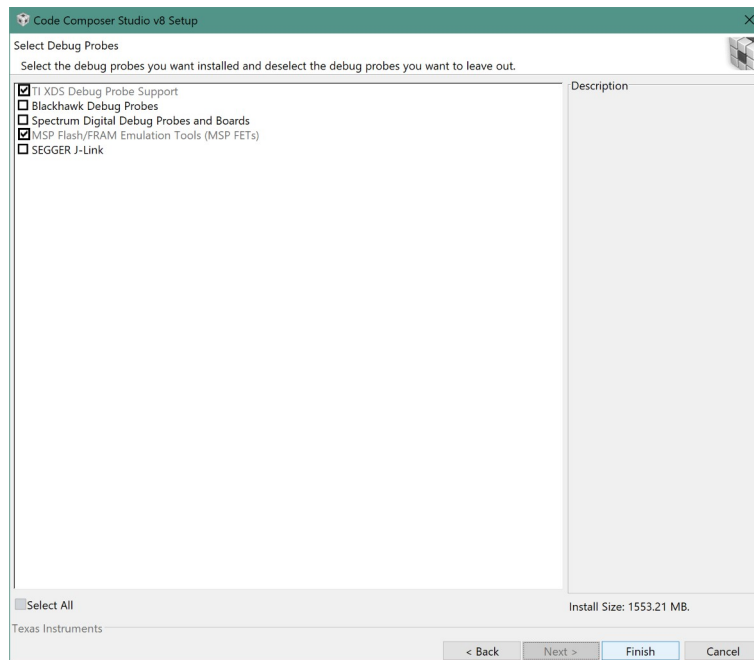 Code Composer Studio v8 Setup
Select Debug Probes
Select the debug probes you want installed and deselect the debug probes you want to leave out.
TI XDS Debug Probe Support
Blackhawk Debug Probes
Spectrum Digital Debug Probes and Boards
MSP Flash/FRAM Emulation Tools (MSP FETs)
SEGGER J-Link
Description
Select All
Install Size: 1553.21 MB.
Texas Instruments
< Back
Next >
Finish
Cancel